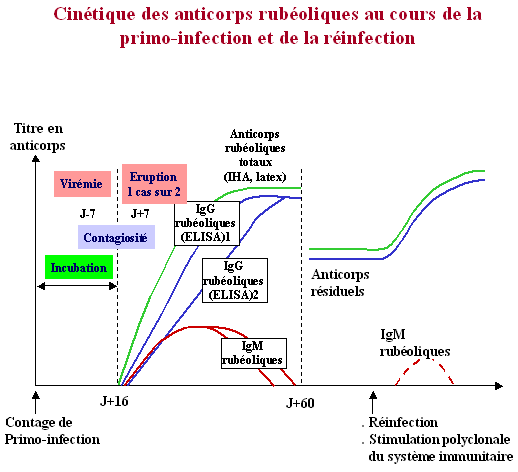 Cinétique des anticorps rubéoliques au cours de la
primo-infection et de la réinfection
Titre en
anticorps
Virémie
Eruption
1 cas sur 2
J-7
J+7
Contagiosité
Incubation
Anticorps
rubéoliques
totaux
(IHA, latex)
IgG
rubéoliques
(ELISA)1
IgG
rubéoliques
(ELISA)2
IgM
rubéoliques
Anticorps
résiduels
IgM
rubéoliques
J+16
J+60
Contage de
Primo-infection
. Réinfection
. Stimulation polyclonale
du système immunitaire